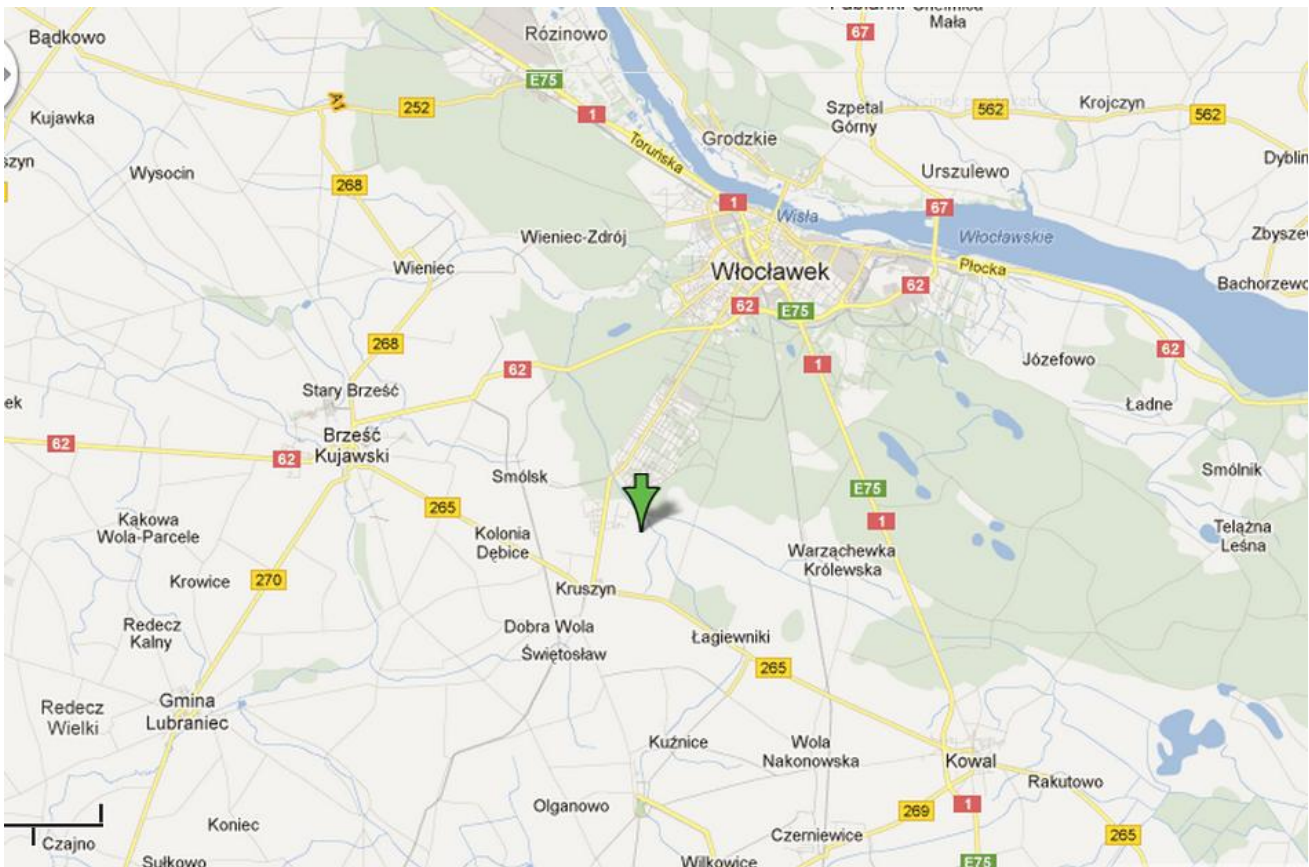 Chełmica
Mała
67
Bądkowo
Rózinowo
E75
A1
252
1
562
Krojczyn
562
Kujawka
Szpetal
Górny
Grodzkie
Toruńska
szyn
Wysocin
268
Urszulewo
Dyblin
1
Wisła
67
Wieniec-Zdrój
Włocławskie
Zbyszew
Wieniec
Włocławek
Płocka
62
Bachorzewo
62
E75
268
62
1
Józefowo
62
Stary Brześć
ek
Ładne
62
Brześć
Kujawski
62
Smólsk
E75
Smólnik
265
1
Kąkowa
Wola-Parcele
Kolonia
Dębice
Telążna
Leśna
Warząchewka
Królewska
Krowice
270
Kruszyn
Redecz
Kalny
Dobra Wola
Łagiewniki
Świętosław
265
Redecz
Wielki
Gmina
Lubraniec
Kuźnice
Wola
Nakonowska
Kowal
Rakutowo
Olganowo
1
269
Koniec
Czerniewice
265
Czajno
Sułkowo
Wilkowice
E75